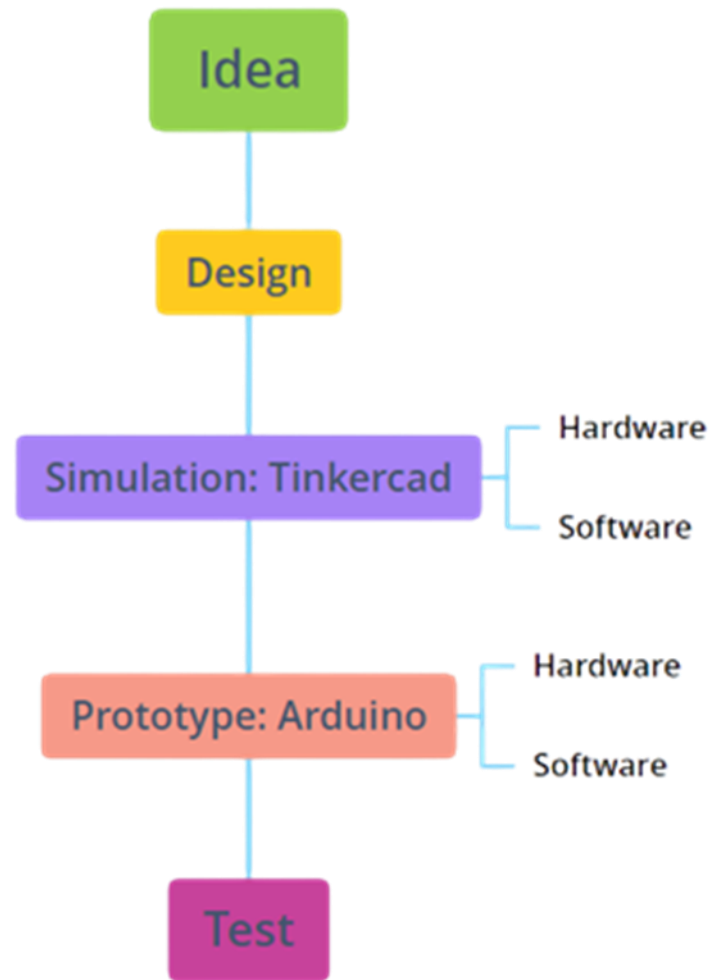 Idea
Design
Simulation: Tinkercad
Hardware
Software
Prototype: Arduino
Hardware
Software
Test